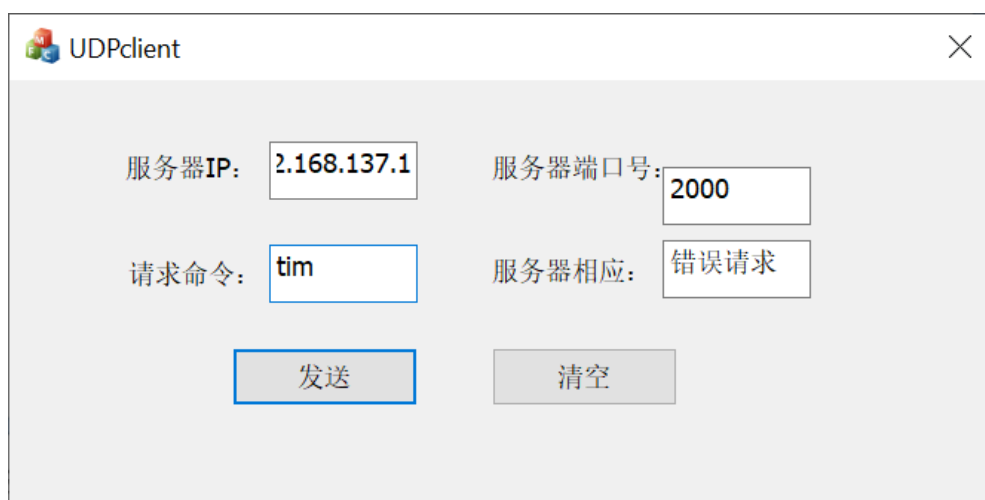 UDPclient
服务器IP： 2.168.137.1 服务器端口号： 2000
请求命令： tim 服务器相应： 错误请求
发送 清空